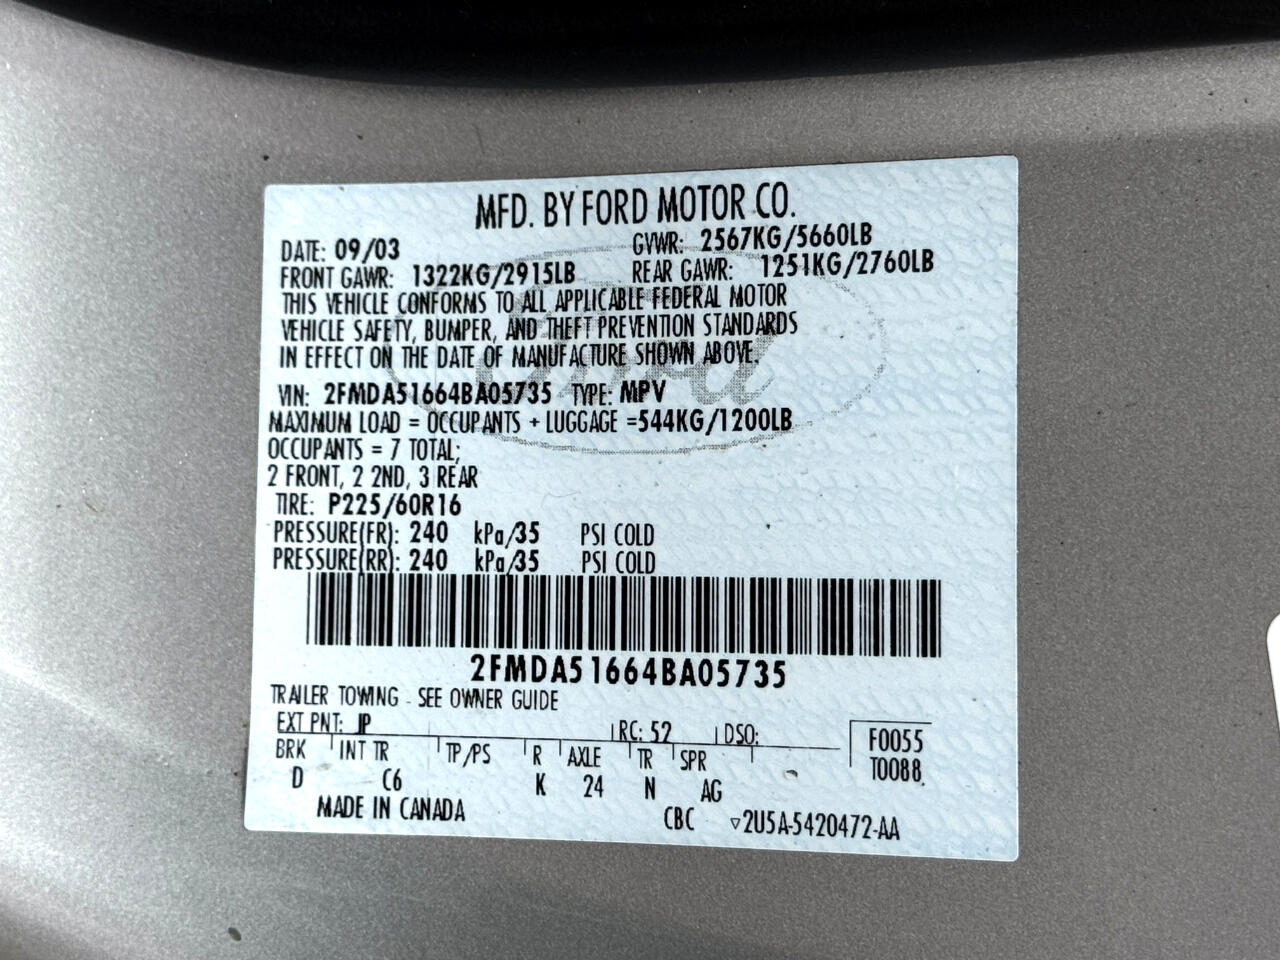 MFD. BY FORD MOTOR CO.
DATE: 09/03 GVWR: 2567KG/5660LB
FRONT GAWR: 1322KG/2915LB REAR GAWR: 1251KG/2760LB
THIS VEHICLE CONFORMS TO ALL APPLICABLE FEDERAL MOTOR
VEHICLE SAFETY, BUMPER, AND THEFT PREVENTION STANDARDS
IN EFFECT ON THE DATE OF MANUFACTURE SHOWN ABOVE.
Ford
VIN: 2FMDA51664BA05735 TYPE: MPV
MAXIMUM LOAD = OCCUPANTS + LUGGAGE =544KG/1200LB
OCCUPANTS = 7 TOTAL;
2 FRONT, 2 2ND, 3 REAR
TIRE: P225/60R16
PRESSURE(FR): 240 kPa/35 PSI COLD
PRESSURE(RR): 240 kPa/35 PSI COLD
2FMDA51664BA05735
TRAILER TOWING - SEE OWNER GUIDE
EXT PNT: JP RC: 52 DSO: F0055
BRK INT TR TP/PS R AXLE TR SPR T0088
D C6 K 24 N AG
MADE IN CANADA CBC ▽2U5A-5420472-AA